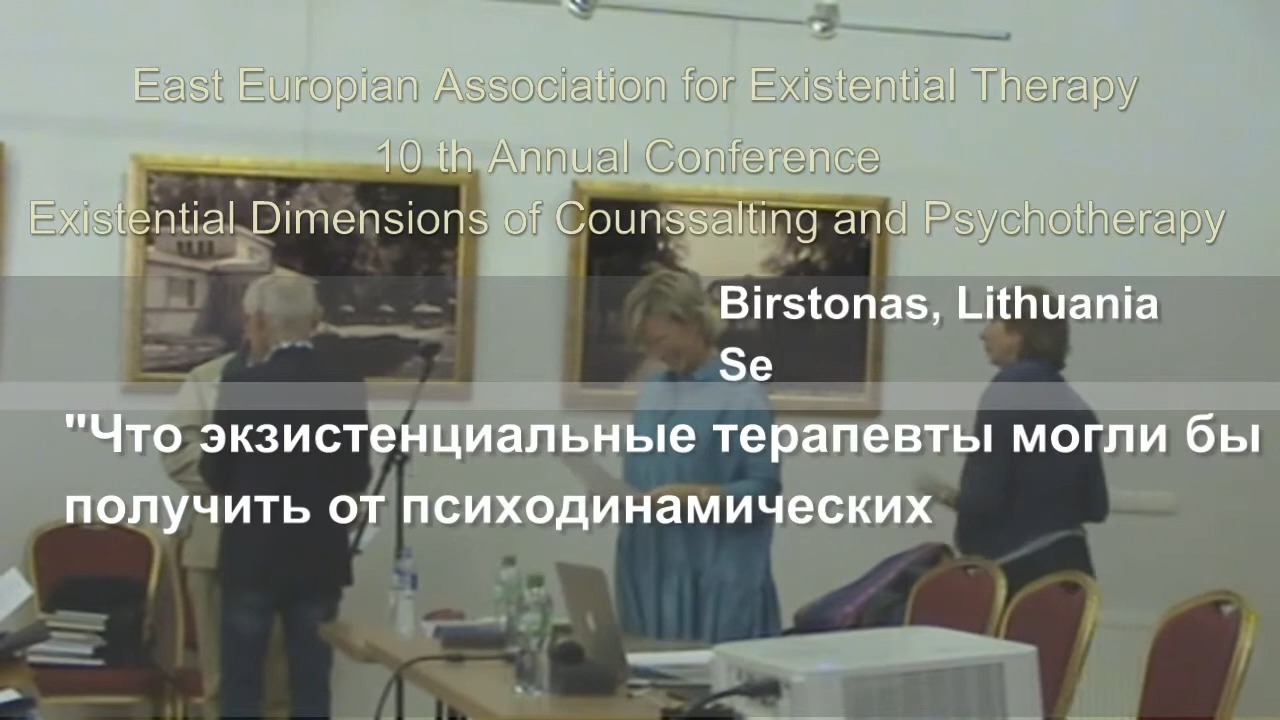 East Europian Association for Existential Therapy
10 th Annual Conference
Existential Dimensions of Counssalting and Psychotherapy
Birstonas, Lithuania
Se
"Что экзистенциальные терапевты могли бы
получить от психодинамических